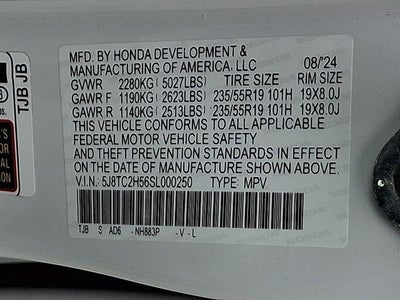 MFD. BY HONDA DEVELOPMENT &
MANUFACTURING OF AMERICA, LLC 08/'24
GVWR 2280KG (5027LBS) TIRE SIZE RIM SIZE
GAWR F 1190KG (2623LBS) 235/55R19 101H 19X8.0J
GAWR R 1140KG (2513LBS) 235/55R19 101H 19X8.0J
THIS VEHICLE CONFORMS TO ALL APPLICABLE
FEDERAL MOTOR VEHICLE SAFETY
AND THEFT PREVENTION STANDARDS IN EFFECT
ON THE DATE OF MANUFACTURE SHOWN ABOVE.
V.I.N. 5J8TC2H56SL000250 TYPE: MPV
TJB S AD6 -NH883P -V-L
TJB JB